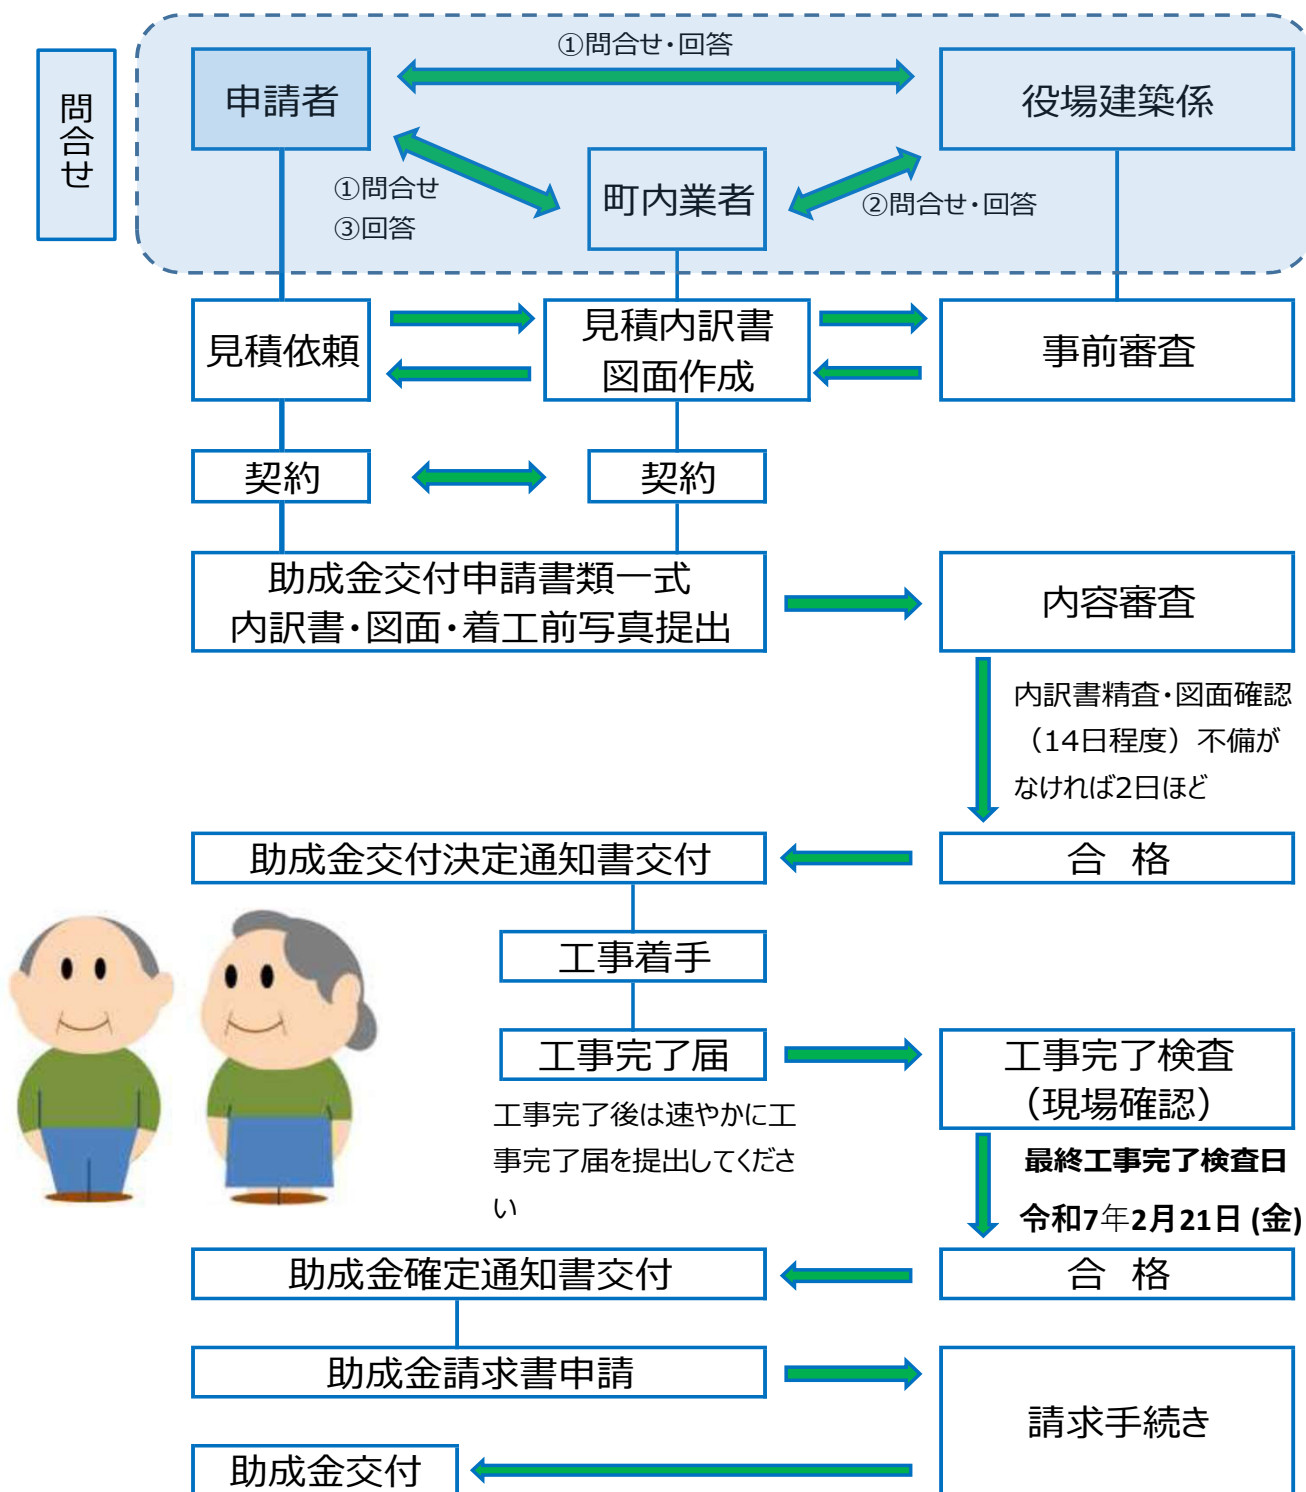 問合せ
①問合せ・回答
申請者
役場建築係
①問合せ
③回答
町内業者
②問合せ・回答
見積依頼
見積内訳書
図面作成
事前審査
契約
契約
助成金交付申請書類一式
内訳書・図面・着工前写真提出
内容審査
内訳書精査・図面確認
（14日程度）不備が
なければ2日ほど
助成金交付決定通知書交付
合　格
工事着手
工事完了届
工事完了検査
（現場確認）
工事完了後は速やかに工
事完了届を提出してくださ
い
最終工事完了検査日
令和7年2月21日 (金)
助成金確定通知書交付
合　格
助成金請求書申請
請求手続き
助成金交付